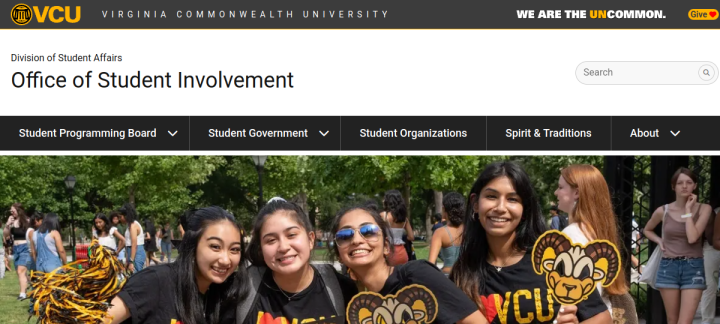 VCU VIRGINIA COMMONWEALTH UNIVERSITY WE ARE THE UNCOMMON. Give
Division of Student Affairs
Office of Student Involvement
Search
Student Programming Board Student Government Student Organizations Spirit & Traditions About
VCU